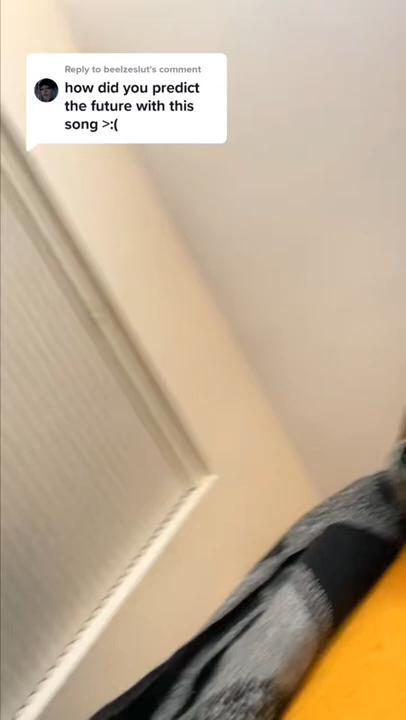 Reply to beelzeslut's comment
how did you predict
the future with this
song >:(